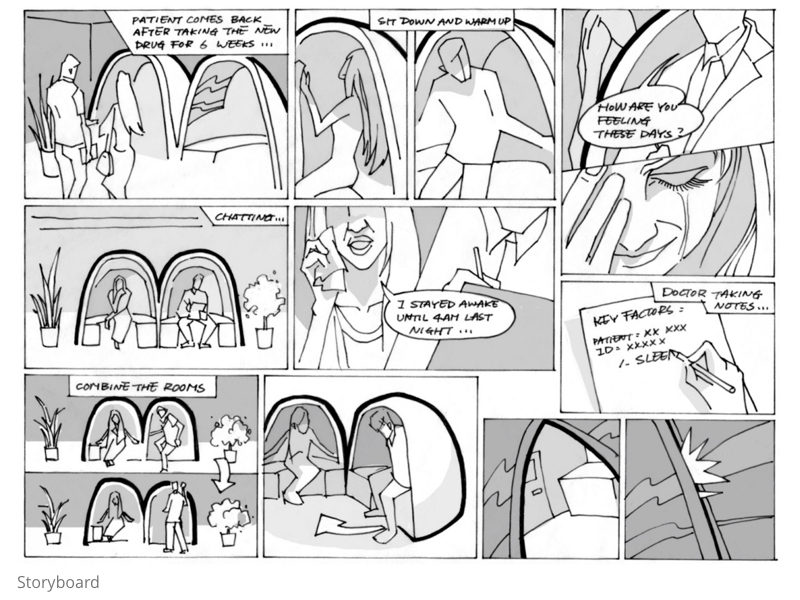 PATIENT COMES BACK
AFTER TAKING THE NEW
DRUG FOR 6 WEEKS ...
SIT DOWN AND WARM UP
HOW ARE YOU
FEELING
THESE DAYS?
CHATTING...
I STAYED AWAKE
UNTIL 4AM LAST
NIGHT ...
DOCTOR TAKING
NOTES...
KEY FACTORS:
PATIENT: XX XXX
ID: XXXXX
1- SLEEP
COMBINE THE ROOMS
Storyboard